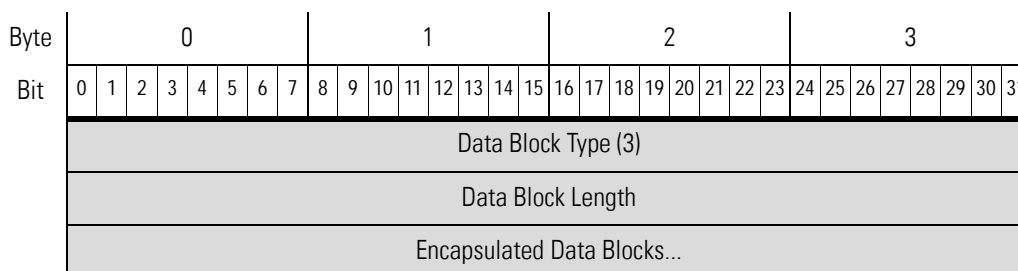 Byte 0 1 2 3
Bit 0 1 2 3 4 5 6 7 8 9 10 11 12 13 14 15 16 17 18 19 20 21 22 23 24 25 26 27 28 29 30 31
Data Block Type (3)
Data Block Length
Encapsulated Data Blocks...